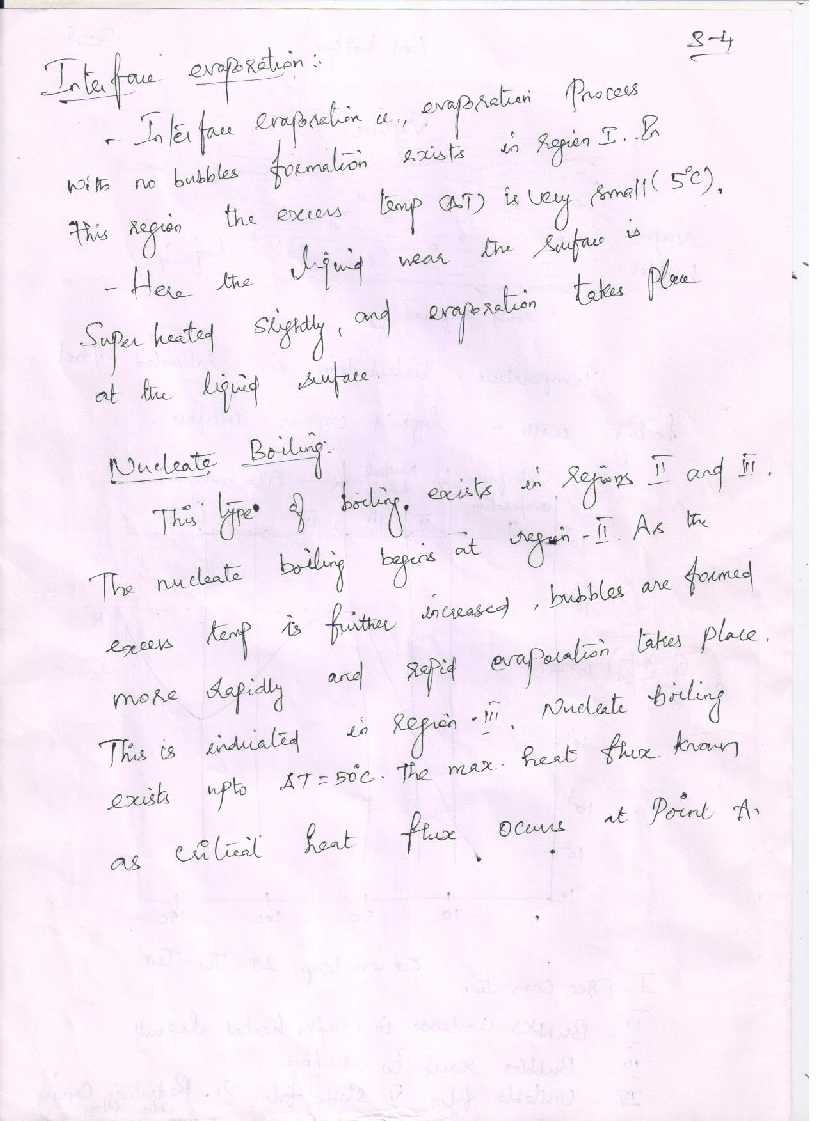 S-4
Interface evaporation :-
- Interface evaporation ie., evaporation Process
with no bubbles formation exists in region I. In
this region the excess temp (ΔT) is very small (5°C).
- Here the liquid near the surface is
Super heated slightly, and evaporation takes place
at the liquid surface.
Nucleate Boiling:
This type of boiling exists in regions II and III.
The nucleate boiling begins at region-II. As the
excess temp is further increased, bubbles are formed
more rapidly and rapid evaporation takes place.
This is indicated in region-III. Nucleate boiling
exists upto ΔT = 50°C. The max. heat flux known
as critical heat flux occurs at Point A.